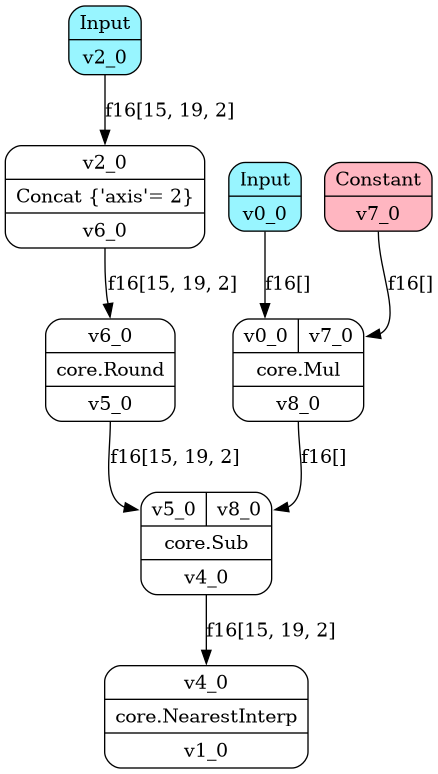 Input
v2_0
f16[15, 19, 2]
v2_0
Concat {'axis'= 2}
v6_0
Input
v0_0
Constant
v7_0
f16[15, 19, 2]
f16[]
f16[]
v6_0
core.Round
v5_0
v0_0 v7_0
core.Mul
v8_0
f16[15, 19, 2]
f16[]
v5_0 v8_0
core.Sub
v4_0
f16[15, 19, 2]
v4_0
core.NearestInterp
v1_0